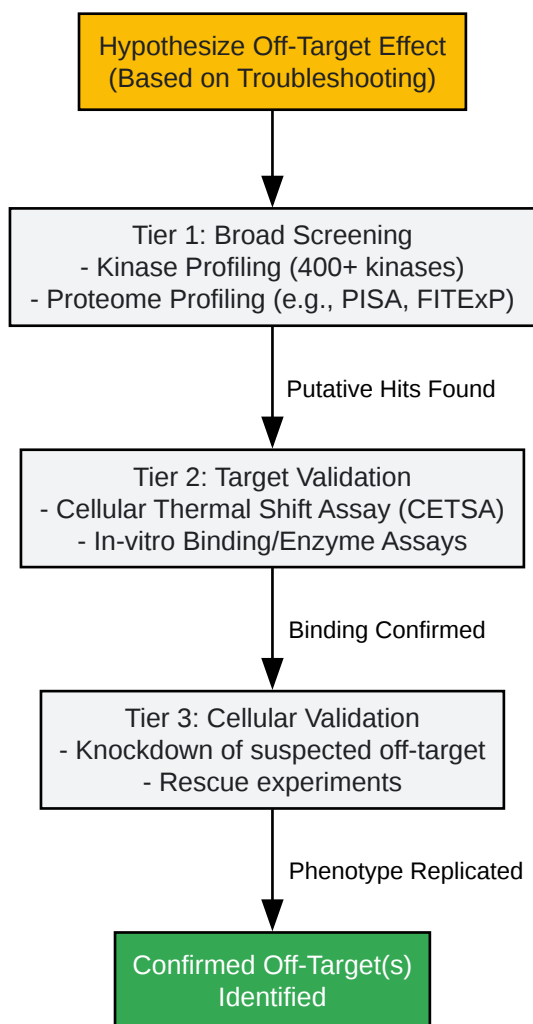 Hypothesize Off-Target Effect
(Based on Troubleshooting)
Tier 1: Broad Screening
- Kinase Profiling (400+ kinases)
- Proteome Profiling (e.g., PISA, FITExP)
Putative Hits Found
Tier 2: Target Validation
- Cellular Thermal Shift Assay (CETSA)
- In-vitro Binding/Enzyme Assays
Binding Confirmed
Tier 3: Cellular Validation
- Knockdown of suspected off-target
- Rescue experiments
Phenotype Replicated
Confirmed Off-Target(s)
Identified